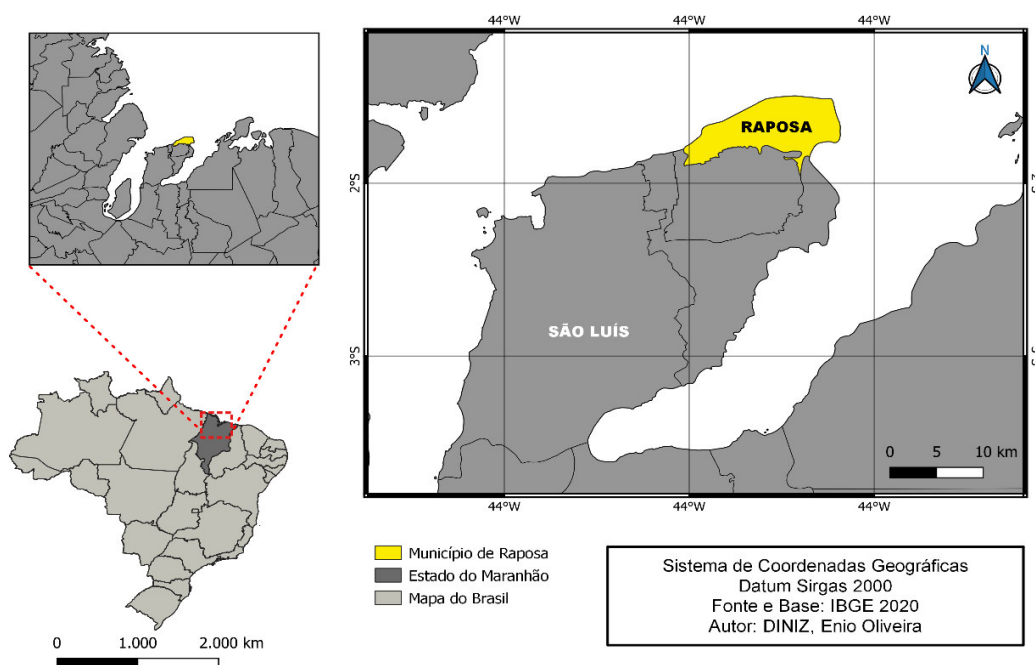 44°W
44°W
44°W
N
RAPOSA
2°S
SÃO LUÍS
3°S
0 5 10 km
44°W
44°W
44°W
Município de Raposa
Estado do Maranhão
Mapa do Brasil
Sistema de Coordenadas Geográficas
Datum Sirgas 2000
Fonte e Base: IBGE 2020
Autor: DINIZ, Enio Oliveira
0 1.000 2.000 km